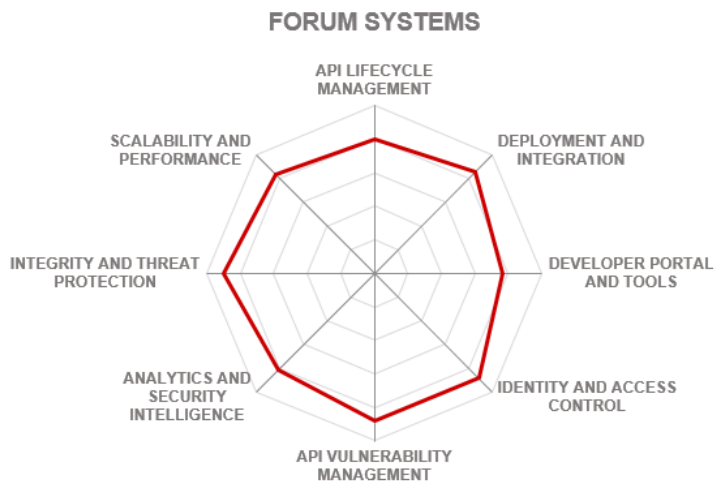 FORUM SYSTEMS
API LIFECYCLE
MANAGEMENT
SCALABILITY AND
PERFORMANCE
DEPLOYMENT AND
INTEGRATION
INTEGRITY AND THREAT
PROTECTION
DEVELOPER PORTAL
AND TOOLS
ANALYTICS AND
SECURITY
INTELLIGENCE
IDENTITY AND ACCESS
CONTROL
API VULNERABILITY
MANAGEMENT